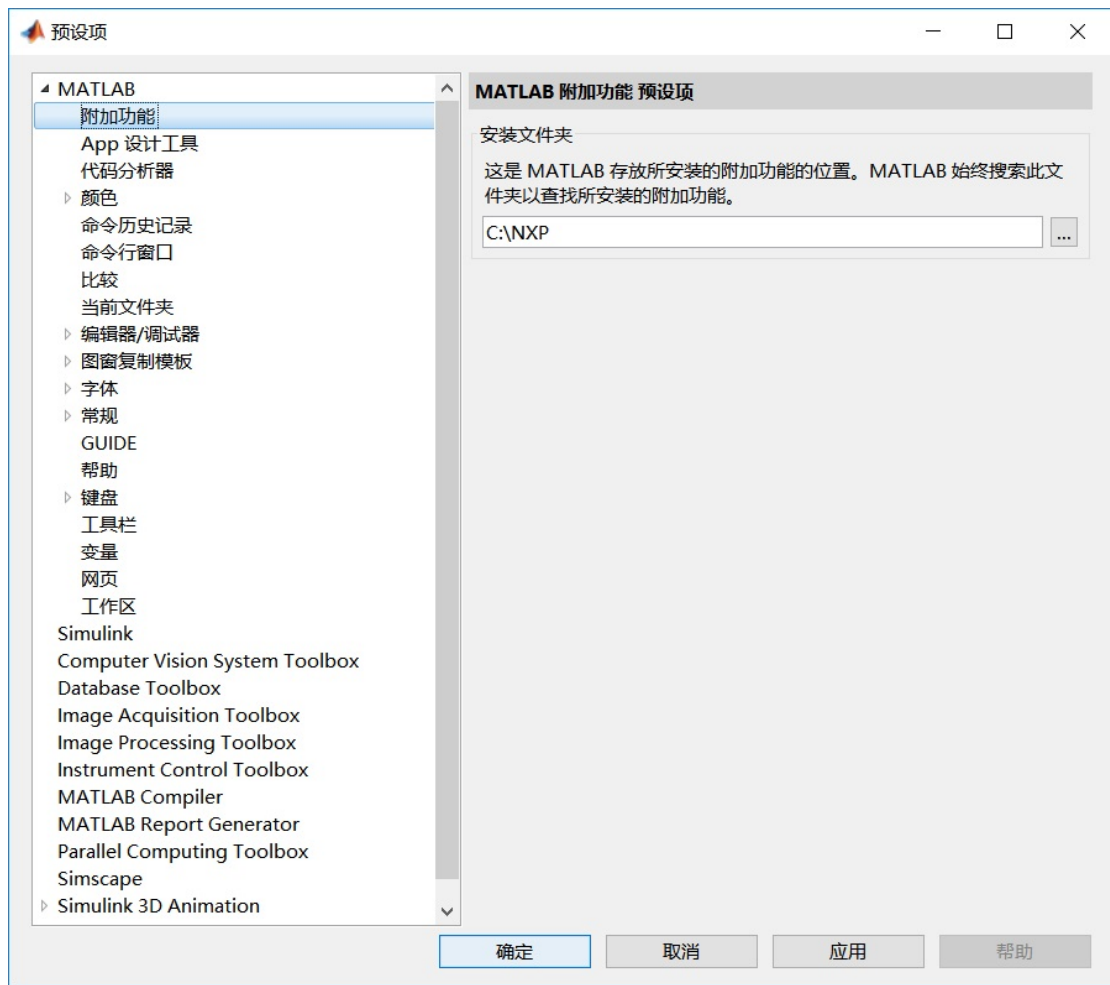 预设项
MATLAB
附加功能
App 设计工具
代码分析器
颜色
命令历史记录
命令行窗口
比较
当前文件夹
编辑器/调试器
图窗复制模板
字体
常规
GUIDE
帮助
键盘
工具栏
变量
网页
工作区
Simulink
Computer Vision System Toolbox
Database Toolbox
Image Acquisition Toolbox
Image Processing Toolbox
Instrument Control Toolbox
MATLAB Compiler
MATLAB Report Generator
Parallel Computing Toolbox
Simscape
Simulink 3D Animation
MATLAB 附加功能 预设项
安装文件夹
这是 MATLAB 存放所安装的附加功能的位置。MATLAB 始终搜索此文
件夹以查找所安装的附加功能。
C:\NXP
...
确定
取消
应用
帮助